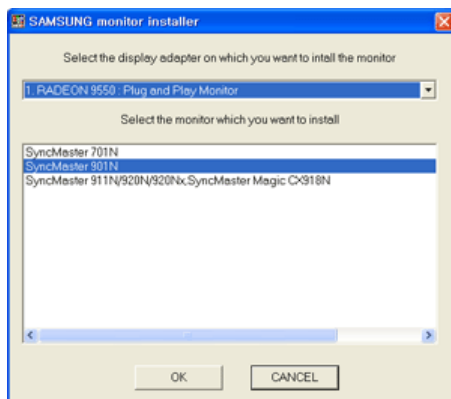 SAMSUNG monitor installer
Select the display adapter on which you want to intall the monitor
1. RADEON 9550 : Plug and Play Monitor
Select the monitor which you want to install
SyncMaster 701N
SyncMaster 901N
SyncMaster 911N/920N/920Nx,SyncMaster Magic CX918N
OK
CANCEL